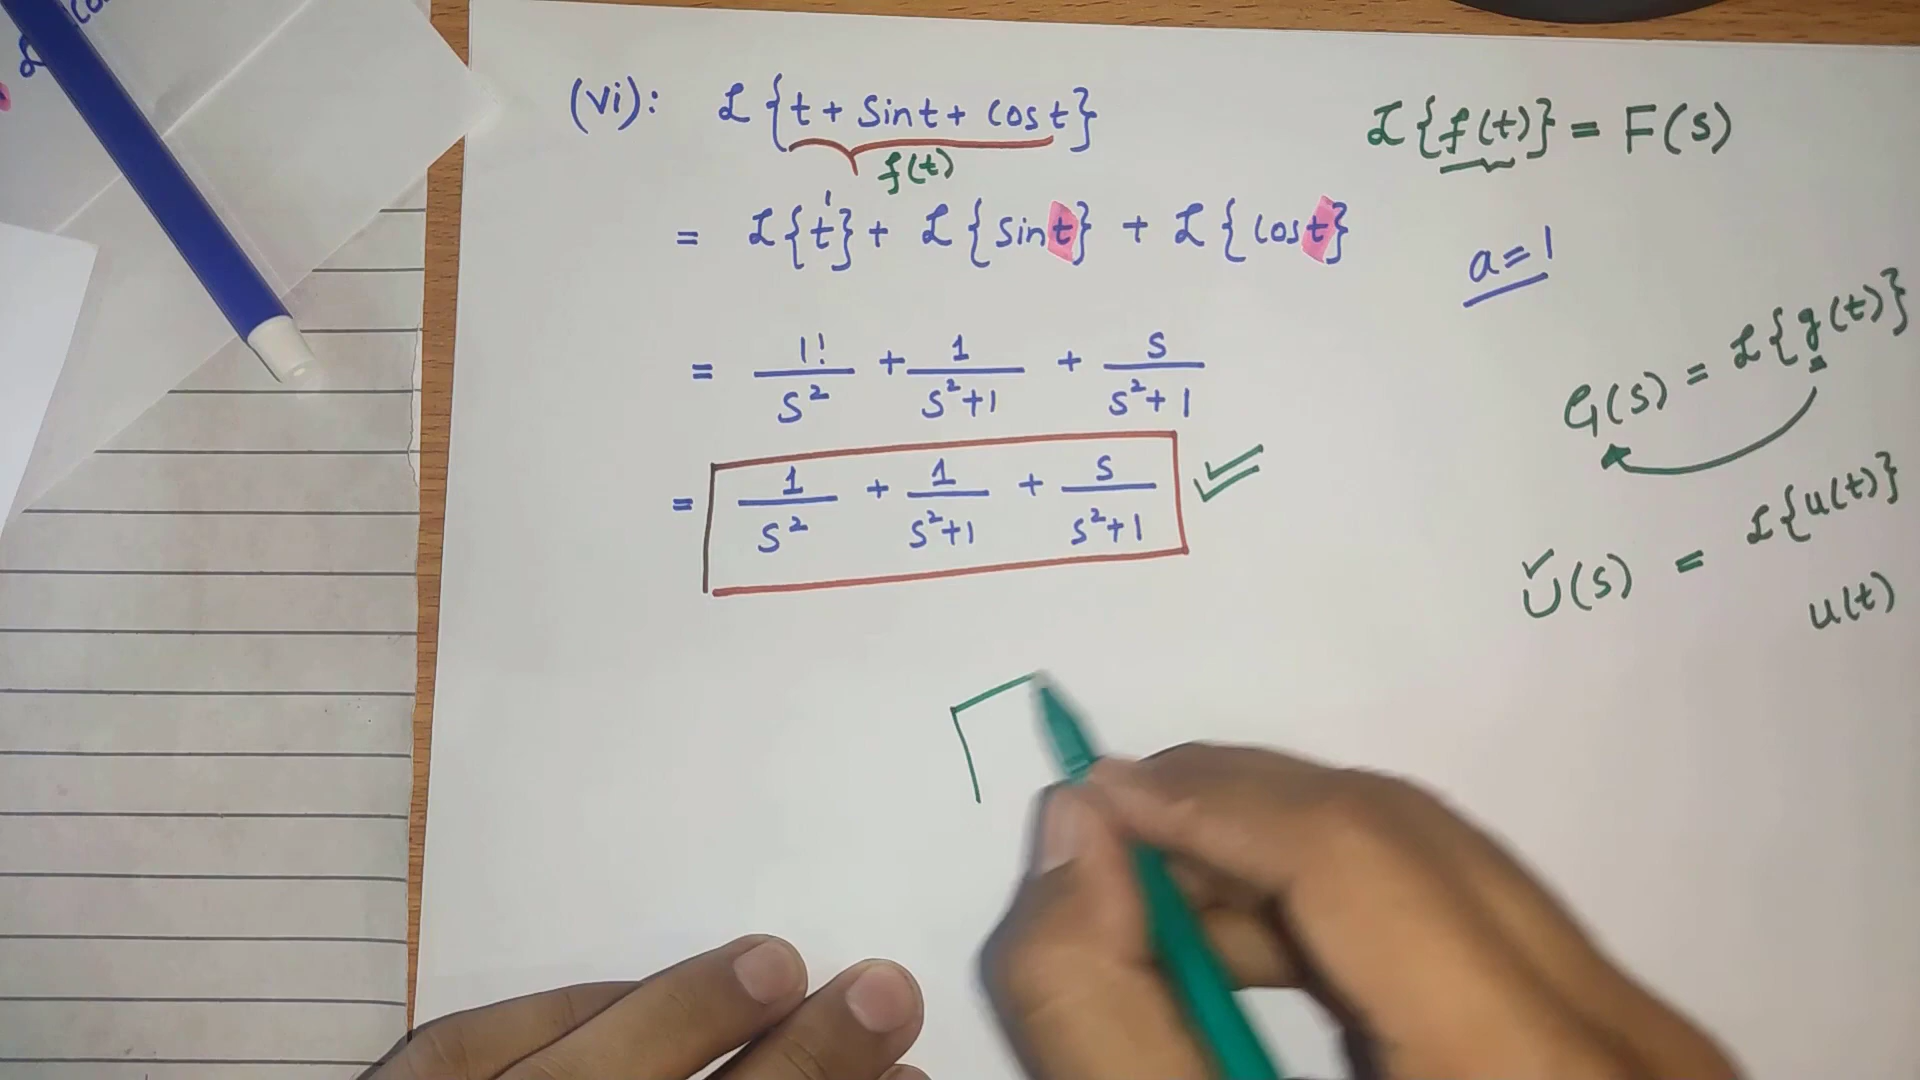 (vi): ℒ{t + Sint + Cost}
f(t)
= ℒ{t¹} + ℒ{Sint} + ℒ{Cost}
= 1!/S² + 1/(S²+1) + S/(S²+1)
= 1/S² + 1/(S²+1) + S/(S²+1)
ℒ{f(t)} = F(S)
a=1
G(S) = ℒ{g(t)}
U(S) = ℒ{u(t)}
u(t)